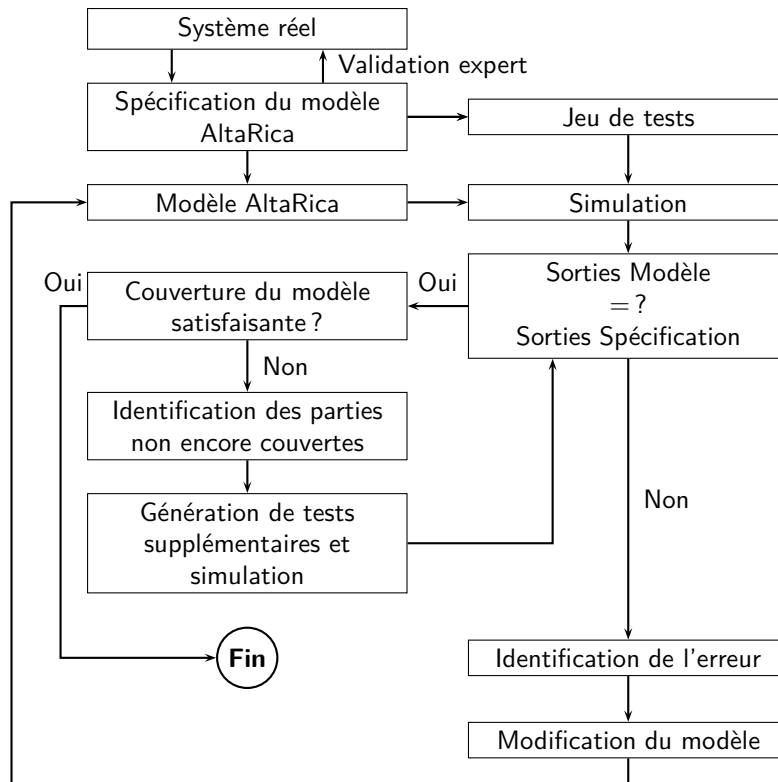 Système réel
Validation expert
Spécification du modèle
AltaRica
Jeu de tests
Modèle AltaRica
Simulation
Oui
Couverture du modèle
satisfaisante ?
Oui
Sorties Modèle
= ?
Sorties Spécification
Non
Identification des parties
non encore couvertes
Génération de tests
supplémentaires et
simulation
Non
Fin
Identification de l'erreur
Modification du modèle